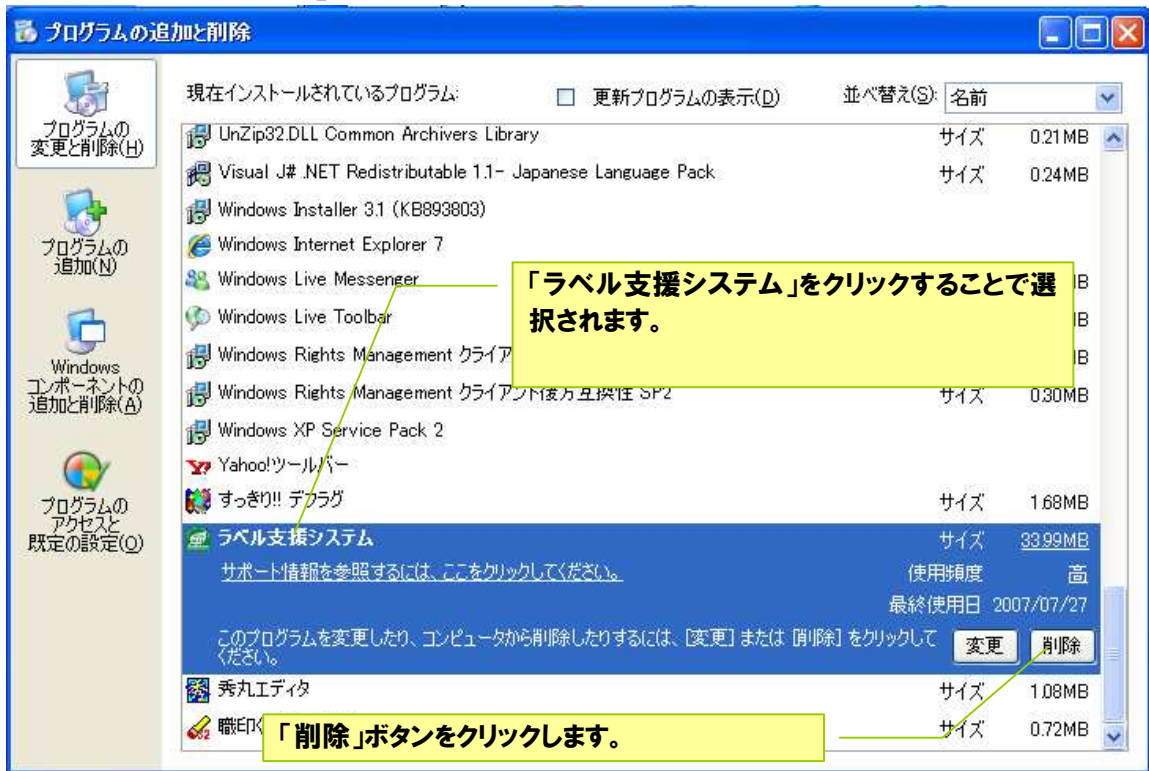 プログラムの追加と削除
プログラムの
変更と削除(H)
プログラムの
追加(N)
Windows
コンポーネントの
追加と削除(A)
プログラムの
アクセスと
既定の設定(O)
現在インストールされているプログラム:
更新プログラムの表示(D)
並べ替え(S):
名前
UnZip32.DLL Common Archivers Library サイズ 0.21MB
Visual J# .NET Redistributable 1.1- Japanese Language Pack サイズ 0.24MB
Windows Installer 3.1 (KB893803)
Windows Internet Explorer 7
Windows Live Messenger
Windows Live Toolbar
Windows Rights Management クライア
Windows Rights Management クライアント後方互換性 SP2 サイズ 0.30MB
Windows XP Service Pack 2
Yahoo!ツールバー
すっきり!! デフラグ サイズ 1.68MB
ラベル支援システム サイズ 33.99MB
サポート情報を参照するには、ここをクリックしてください。 使用頻度 高
最終使用日 2007/07/27
このプログラムを変更したり、コンピュータから削除したりするには、[変更] または [削除] をクリックして
ください。
変更
削除
秀丸エディタ サイズ 1.08MB
職印く サイズ 0.72MB
「ラベル支援システム」をクリックすることで選
択されます。
「削除」ボタンをクリックします。